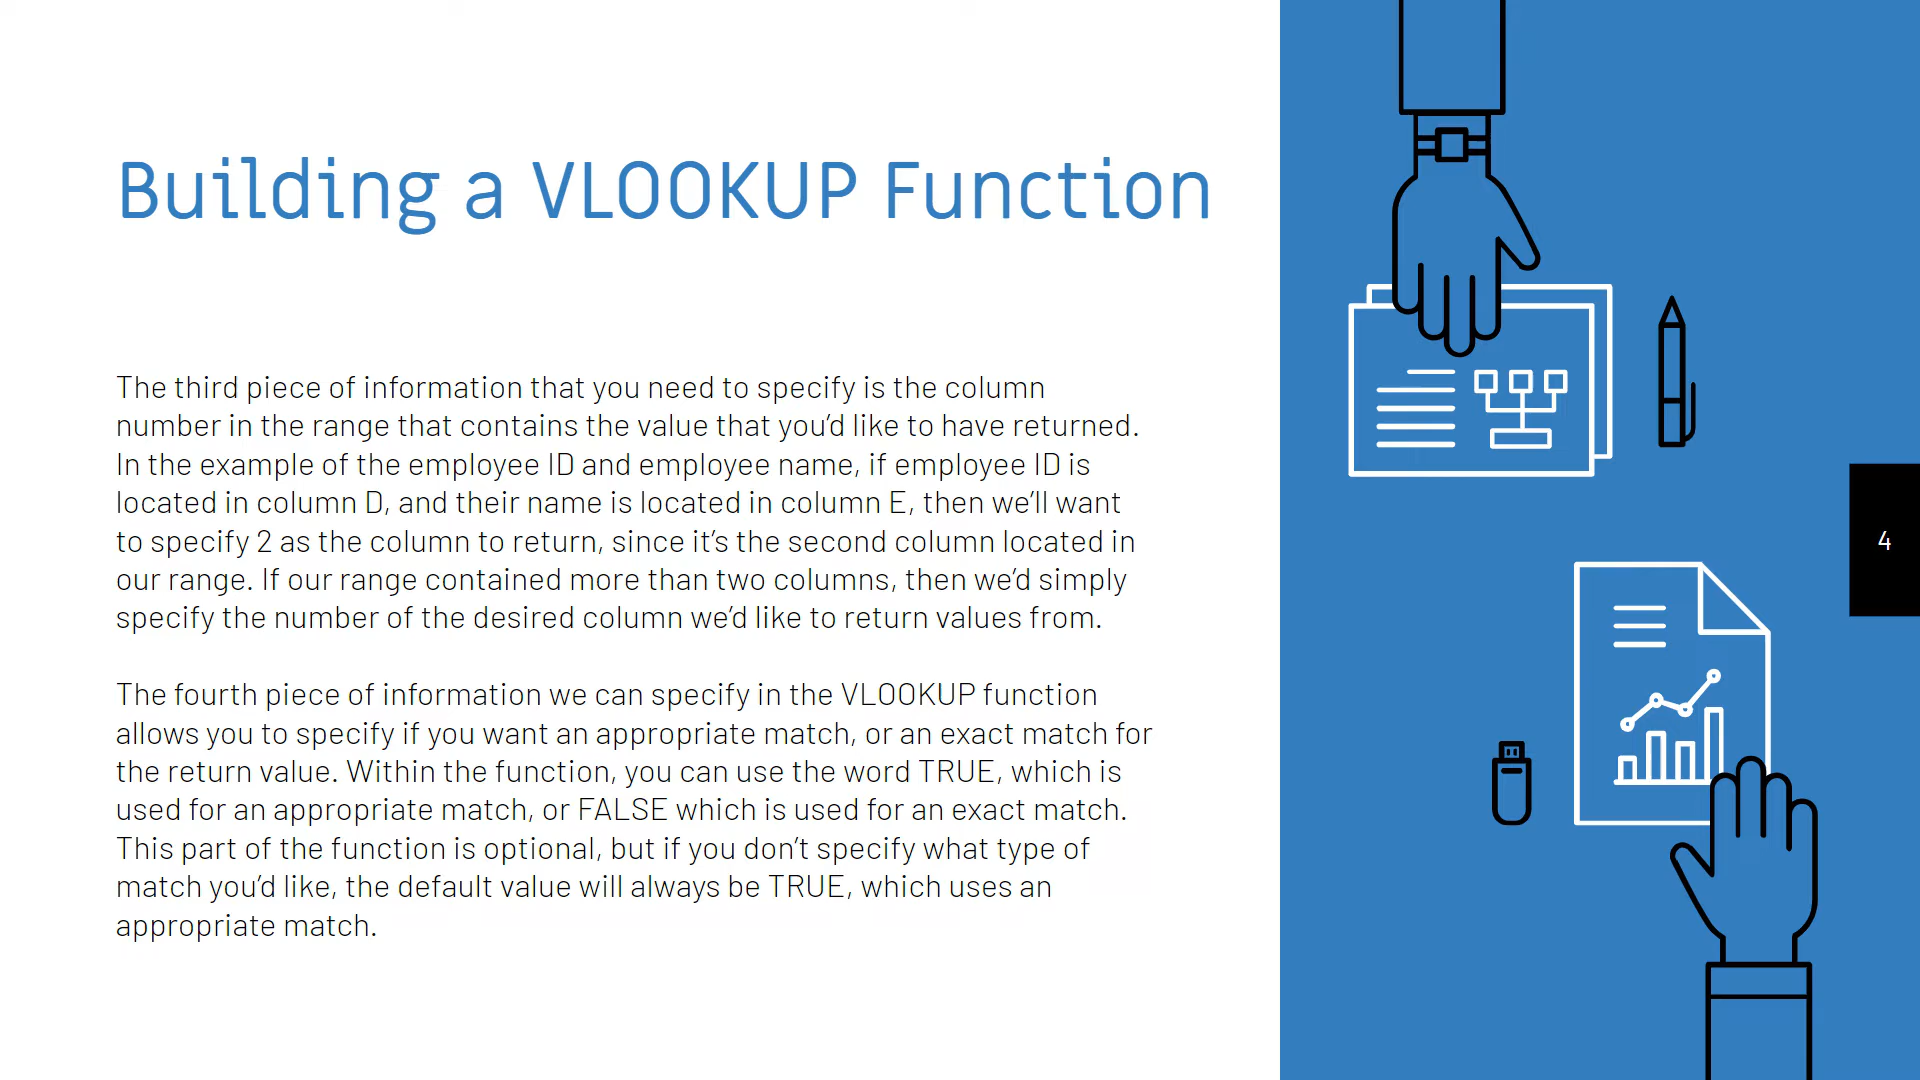 Building a VLOOKUP Function
The third piece of information that you need to specify is the column
number in the range that contains the value that you’d like to have returned.
In the example of the employee ID and employee name, if employee ID is
located in column D, and their name is located in column E, then we’ll want
to specify 2 as the column to return, since it’s the second column located in
our range. If our range contained more than two columns, then we’d simply
specify the number of the desired column we’d like to return values from.
The fourth piece of information we can specify in the VLOOKUP function
allows you to specify if you want an appropriate match, or an exact match for
the return value. Within the function, you can use the word TRUE, which is
used for an appropriate match, or FALSE which is used for an exact match.
This part of the function is optional, but if you don’t specify what type of
match you’d like, the default value will always be TRUE, which uses an
appropriate match.
4